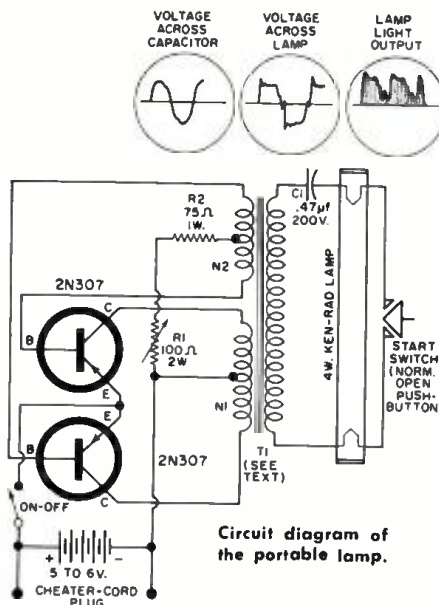 VOLTAGE
ACROSS
CAPACITOR
VOLTAGE
ACROSS
LAMP
LAMP
LIGHT
OUTPUT
R2
75Ω
1W.
C1
.47µf
200V.
N2
2N307
C
B
E
R1
100Ω
2W
N1
4W. KEN-RAD LAMP
START
SWITCH
(NORM.
OPEN
PUSH-
BUTTON)
E
B
C
2N307
T1
(SEE
TEXT)
ON-OFF
+ -
5 TO 6V.
CHEATER-CORD
PLUG
Circuit diagram of
the portable lamp.